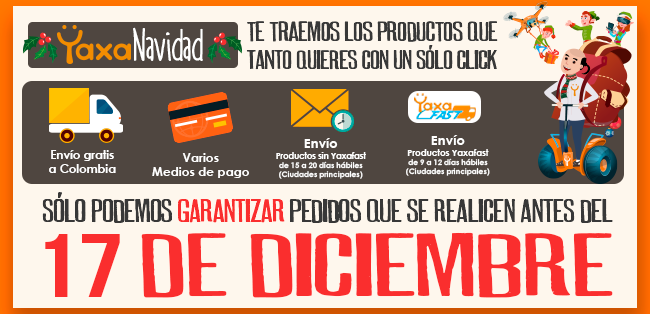 Yaxa Navidad
TE TRAEMOS LOS PRODUCTOS QUE
TANTO QUIERES CON UN SÓLO CLICK
Envío gratis
a Colombia
Varios
Medios de pago
Envío
Productos sin Yaxafast
de 15 a 20 días hábiles
(Ciudades principales)
Yaxa
FAST
Envío
Productos Yaxafast
de 9 a 12 días hábiles
(Ciudades principales)
SÓLO PODEMOS GARANTIZAR PEDIDOS QUE SE REALICEN ANTES DEL
17 DE DICIEMBRE